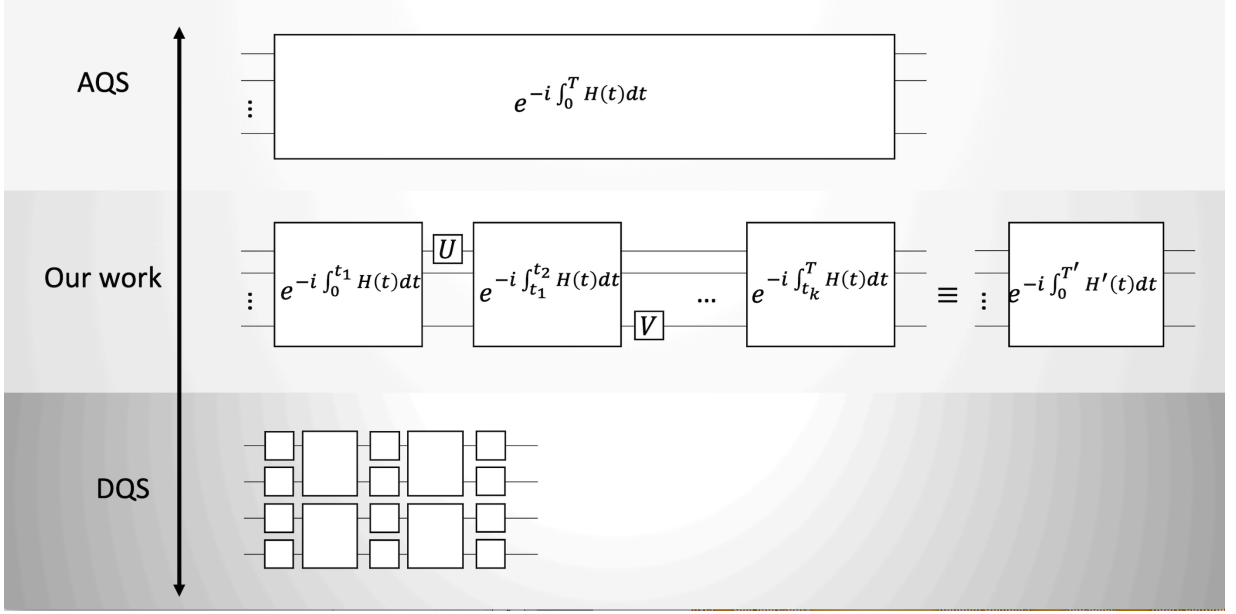 AQS
⋮
$e^{-i \int_0^T H(t)dt}$
Our work
⋮
$e^{-i \int_0^{t_1} H(t)dt}$
U
$e^{-i \int_{t_1}^{t_2} H(t)dt}$
V
...
$e^{-i \int_{t_k}^{T} H(t)dt}$
≡
⋮
$e^{-i \int_0^{T'} H'(t)dt}$
DQS